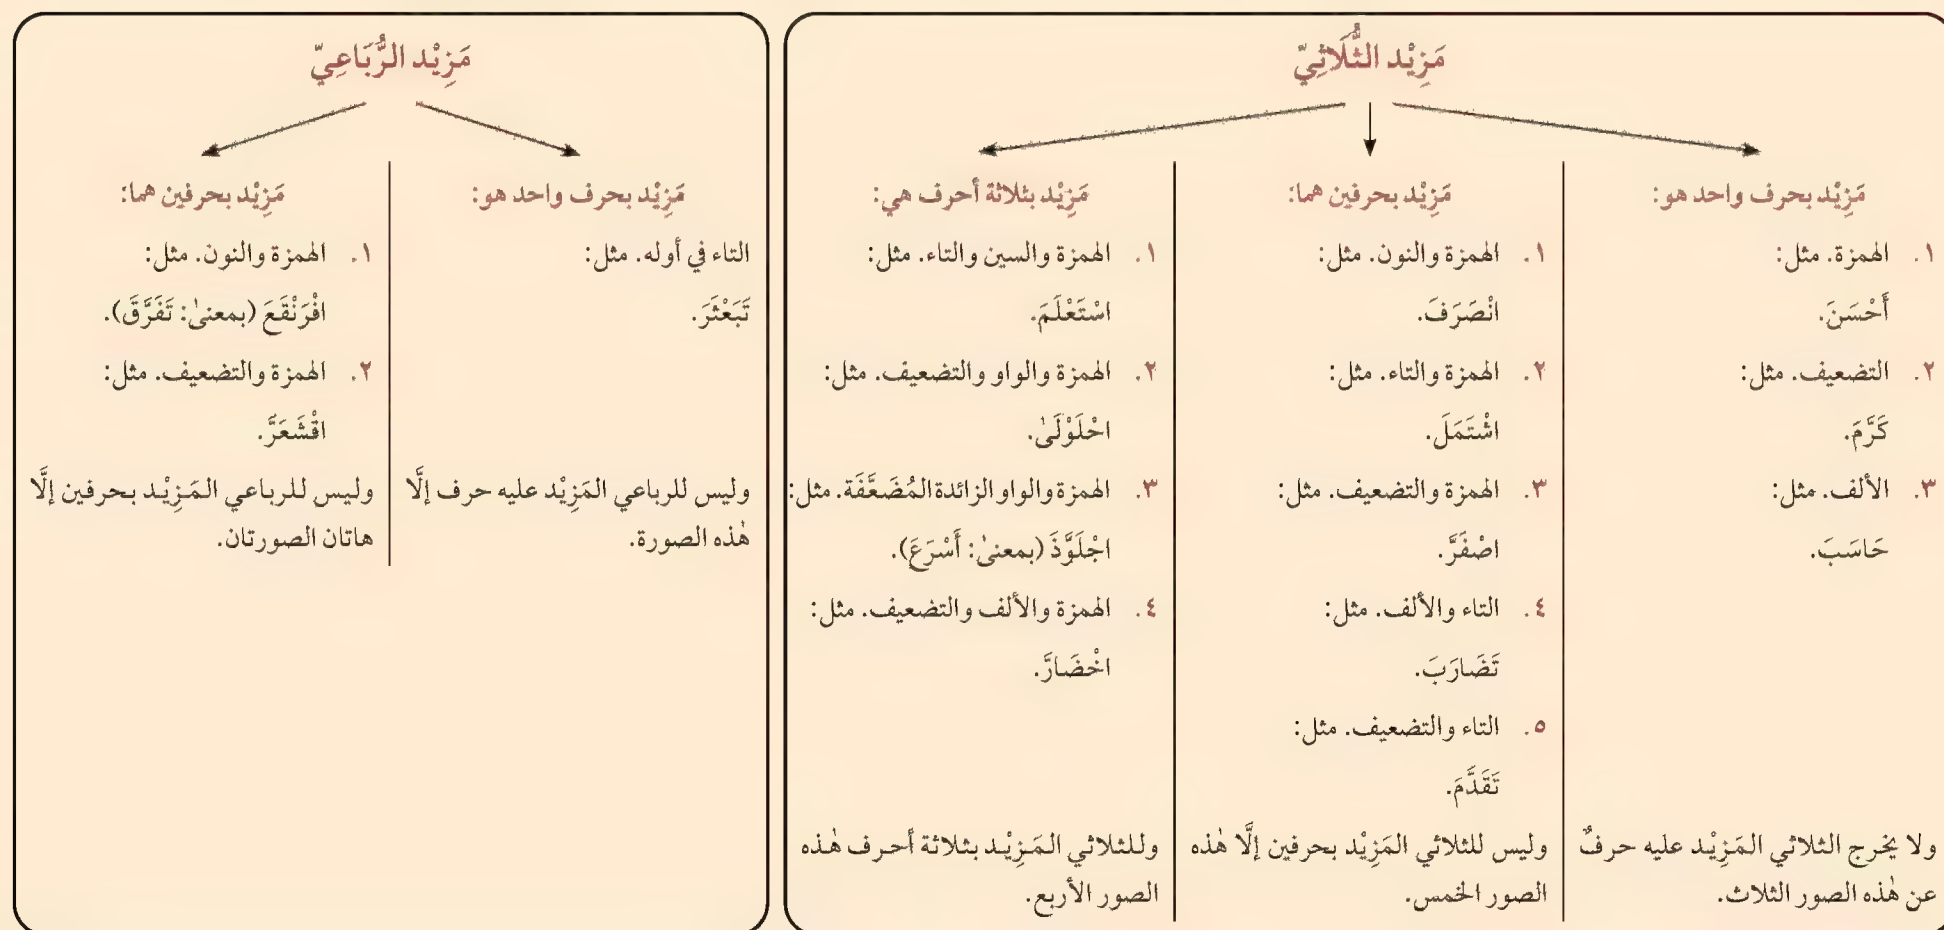 مَزِيْد الثُّلَاثِيّ
مَزِيْد بحرف واحد هو:
١. الهمزة. مثل:
أَحْسَنَ.
٢. التضعيف. مثل:
كَرَّمَ.
٣. الألف. مثل:
حَاسَبَ.
ولا يخرج الثلاثي المَزِيْد عليه حرفٌ
عن هٰذه الصور الثلاث.
مَزِيْد بحرفين هما:
١. الهمزة والنون. مثل:
انْصَرَفَ.
٢. الهمزة والتاء. مثل:
اشْتَمَلَ.
٣. الهمزة والتضعيف. مثل:
اصْفَرَّ.
٤. التاء والألف. مثل:
تَضَارَبَ.
٥. التاء والتضعيف. مثل:
تَقَدَّمَ.
وليس للثلاثي المَزِيْد بحرفين إلَّا هٰذه
الصور الخمس.
مَزِيْد بثلاثة أحرف هي:
١. الهمزة والسين والتاء. مثل:
اسْتَعْلَمَ.
٢. الهمزة والواو والتضعيف. مثل:
احْلَوْلَىٰ.
٣. الهمزة والواو الزائدة المُضَعَّفَة. مثل:
اجْلَوَّذَ (بمعنىٰ: أَسْرَعَ).
٤. الهمزة والألف والتضعيف. مثل:
اخْضَارَّ.
وللثلاثي المَزِيْد بثلاثة أحرف هٰذه
الصور الأربع.
مَزِيْد الرُّبَاعِيّ
مَزِيْد بحرف واحد هو:
التاء في أوله. مثل:
تَبَعْثَرَ.
وليس للرباعي المَزِيْد عليه حرف إلَّا
هٰذه الصورة.
مَزِيْد بحرفين هما:
١. الهمزة والنون. مثل:
افْرَنْقَعَ (بمعنىٰ: تَفَرَّقَ).
٢. الهمزة والتضعيف. مثل:
اقْشَعَرَّ.
وليس للرباعي المَزِيْد بحرفين إلَّا
هاتان الصورتان.